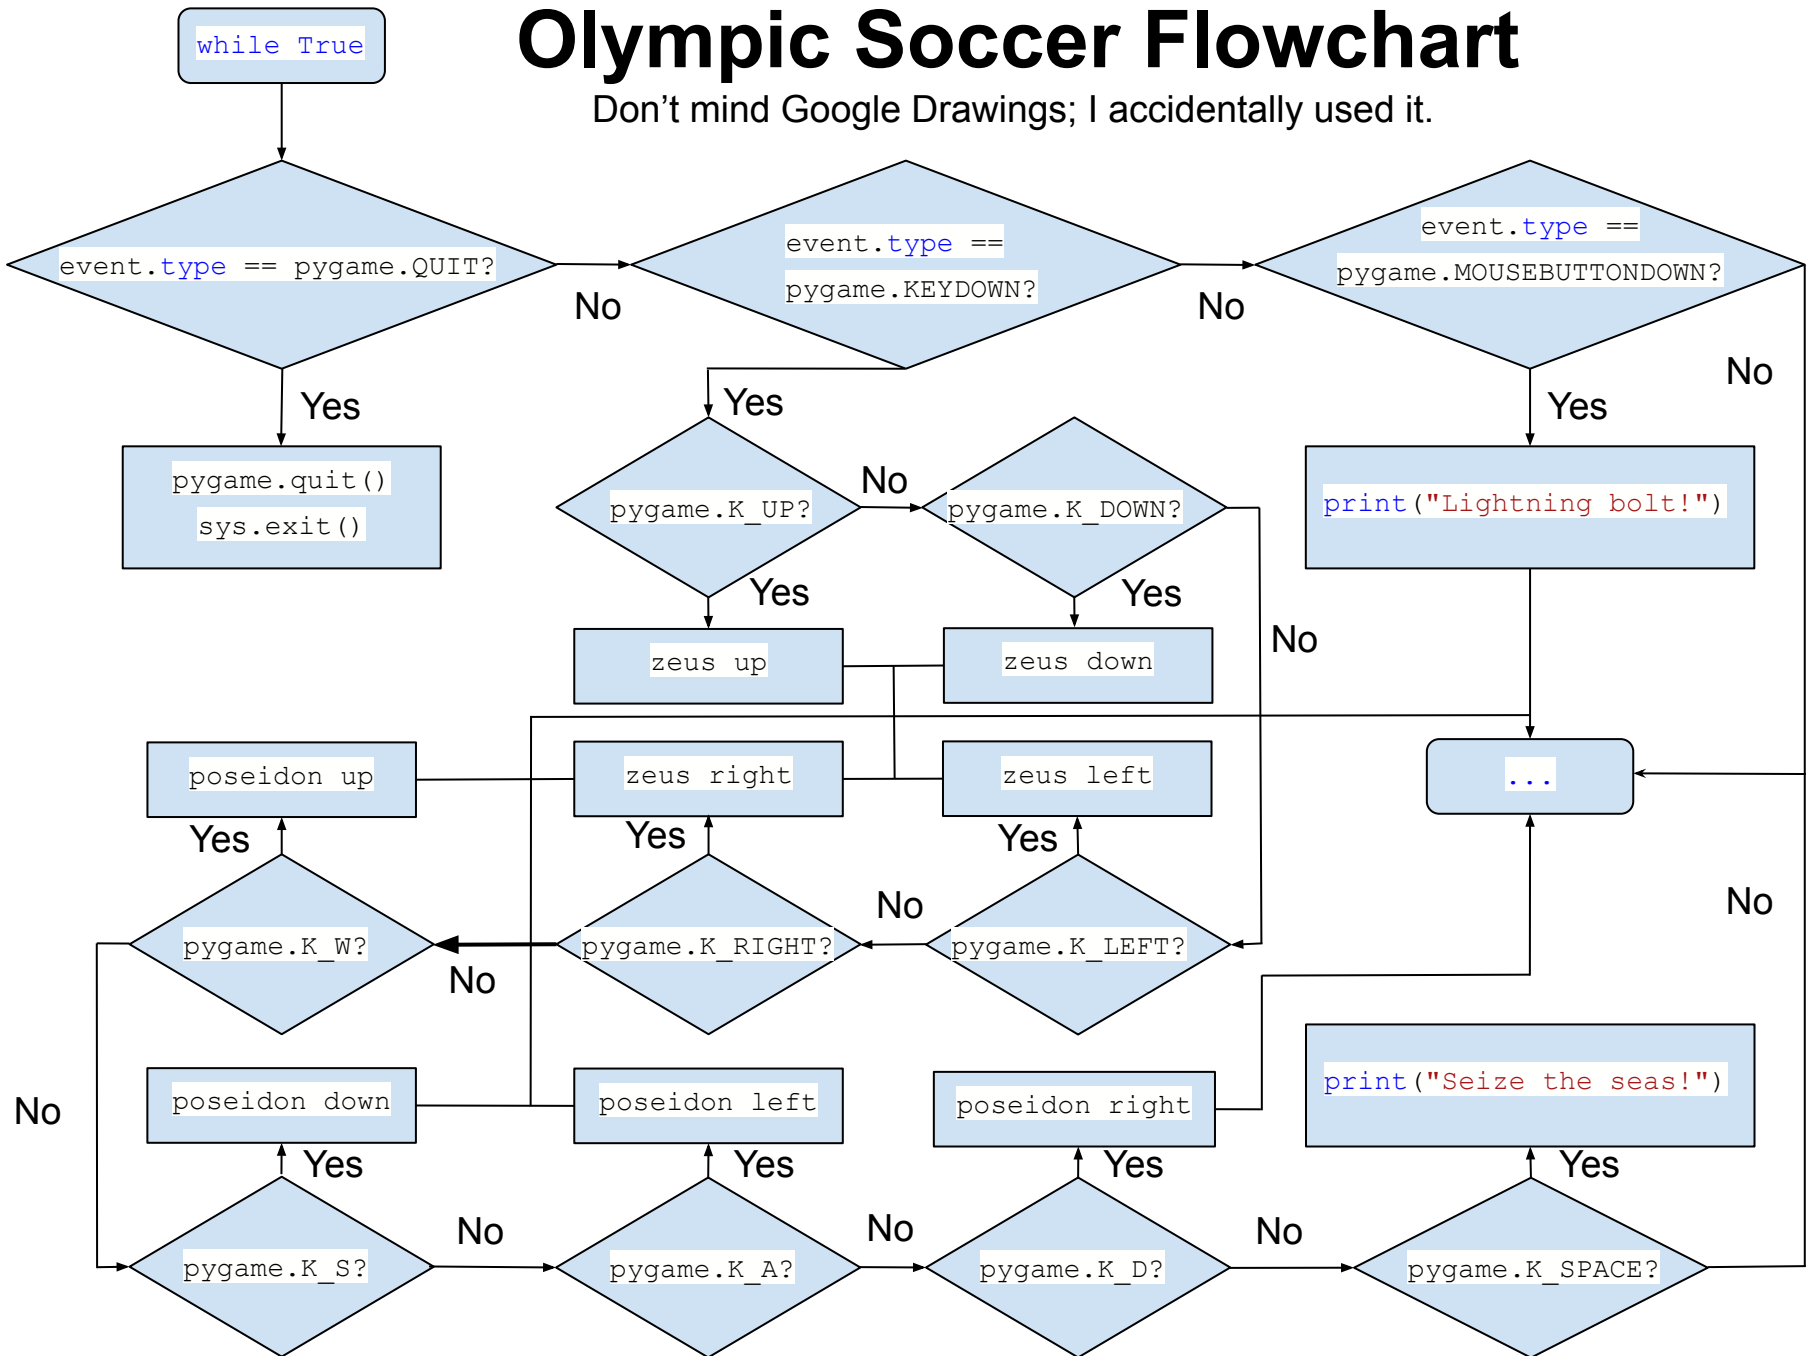 Olympic Soccer Flowchart
Don't mind Google Drawings; I accidentally used it.
while True
event.type == pygame.QUIT?
No
event.type ==
pygame.KEYDOWN?
No
event.type ==
pygame.MOUSEBUTTONDOWN?
No
Yes
Yes
Yes
pygame.quit()
sys.exit()
pygame.K_UP?
No
pygame.K_DOWN?
print("Lightning bolt!")
Yes
Yes
No
zeus up
zeus down
poseidon up
zeus right
zeus left
...
Yes
Yes
Yes
No
pygame.K_W?
No
pygame.K_RIGHT?
No
pygame.K_LEFT?
No
poseidon down
poseidon left
poseidon right
print("Seize the seas!")
Yes
Yes
Yes
Yes
pygame.K_S?
No
pygame.K_A?
No
pygame.K_D?
No
pygame.K_SPACE?